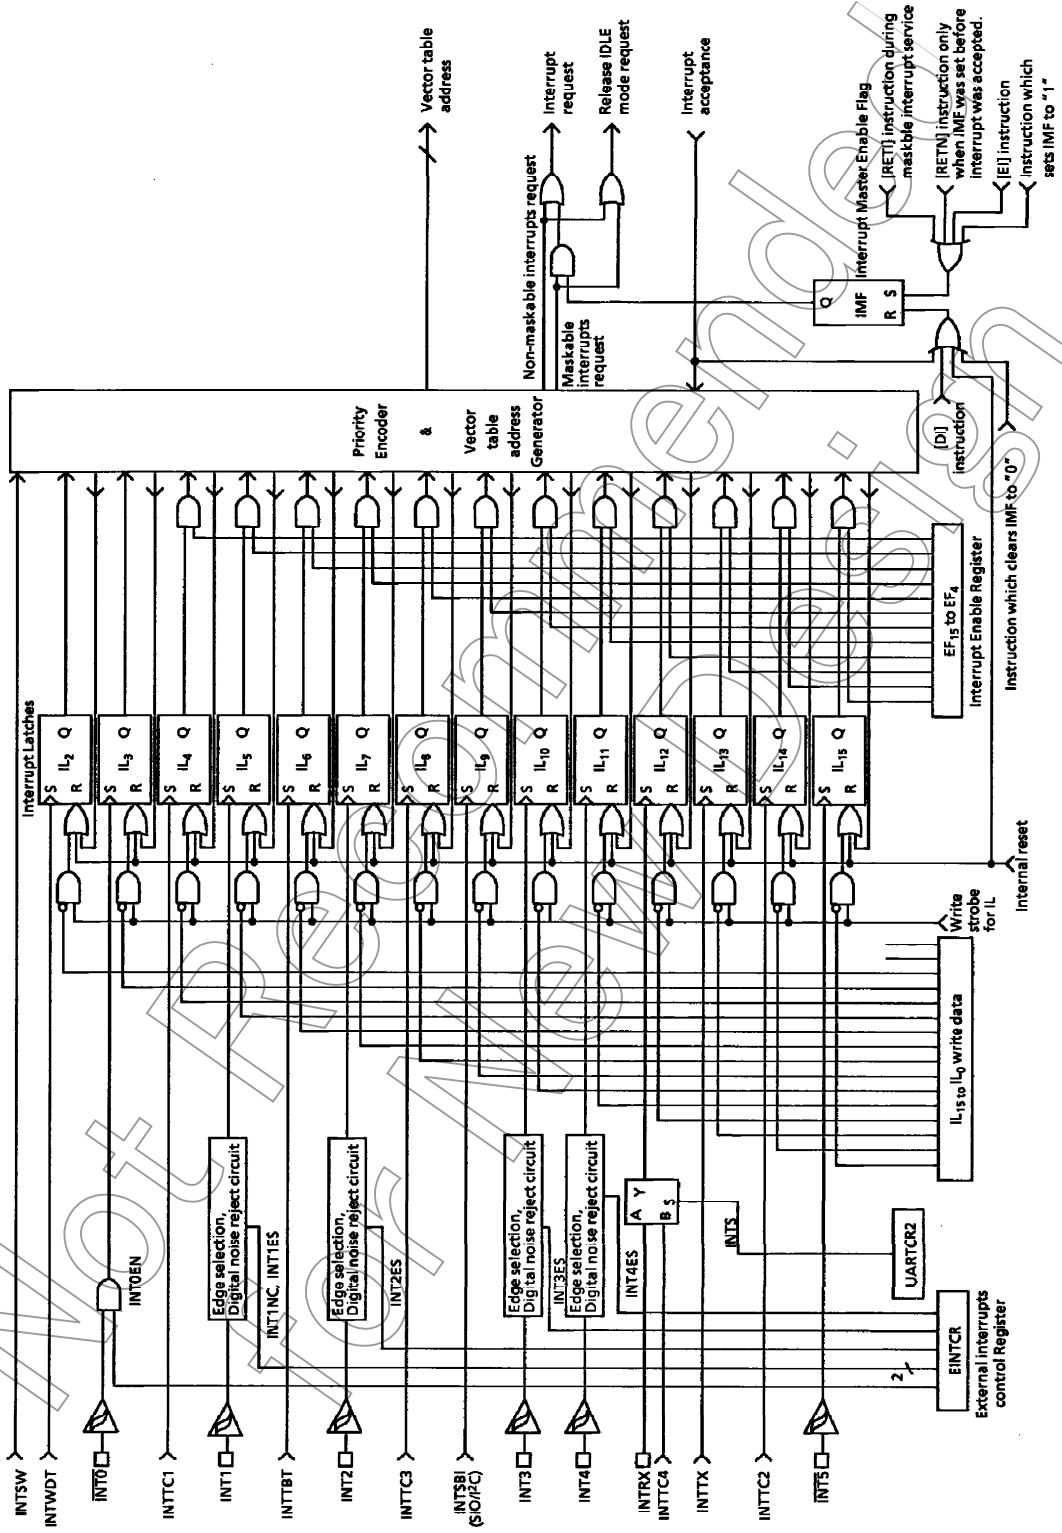 Interrupt Latches
INTSW
INTWDT
INT0
INTTC1
INT1
INTTBT
INT2
INTTC3
INTSBI
(SIO/I²C)
INT3
INT4
INTRX
INTTC4
INTTX
INTTC2
INT5
INT0EN
Edge selection,
Digital noise reject circuit
INT1NC, INT1ES
Edge selection,
Digital noise reject circuit
INT2ES
Edge selection,
Digital noise reject circuit
INT3ES
Edge selection,
Digital noise reject circuit
INT4ES
A Y
B S
INTS
UARTCR2
2
EINTCR
External interrupts
control Register
IL15 to IL0 write data
Write
strobe
for IL
Internal reset
S IL2 Q
R
S IL3 Q
R
S IL4 Q
R
S IL5 Q
R
S IL6 Q
R
S IL7 Q
R
S IL8 Q
R
S IL9 Q
R
S IL10 Q
R
S IL11 Q
R
S IL12 Q
R
S IL13 Q
R
S IL14 Q
R
S IL15 Q
R
EF15 to EF4
Interrupt Enable Register
Instruction which clears IMF to "0"
[DI]
instruction
Priority
Encoder
&
Vector
table
address
Generator
Vector table
address
Non-maskable interrupts request
Maskable
interrupts
request
Interrupt
request
Release IDLE
mode request
Interrupt
acceptance
Q
IMF
R S
Interrupt Master Enable Flag
[RETI] instruction during
maskble interrupt service
[RETN] instruction only
when IMF was set before
interrupt was accepted.
[EI] instruction
Instruction which
sets IMF to "1"
Not Recommended
for New Design